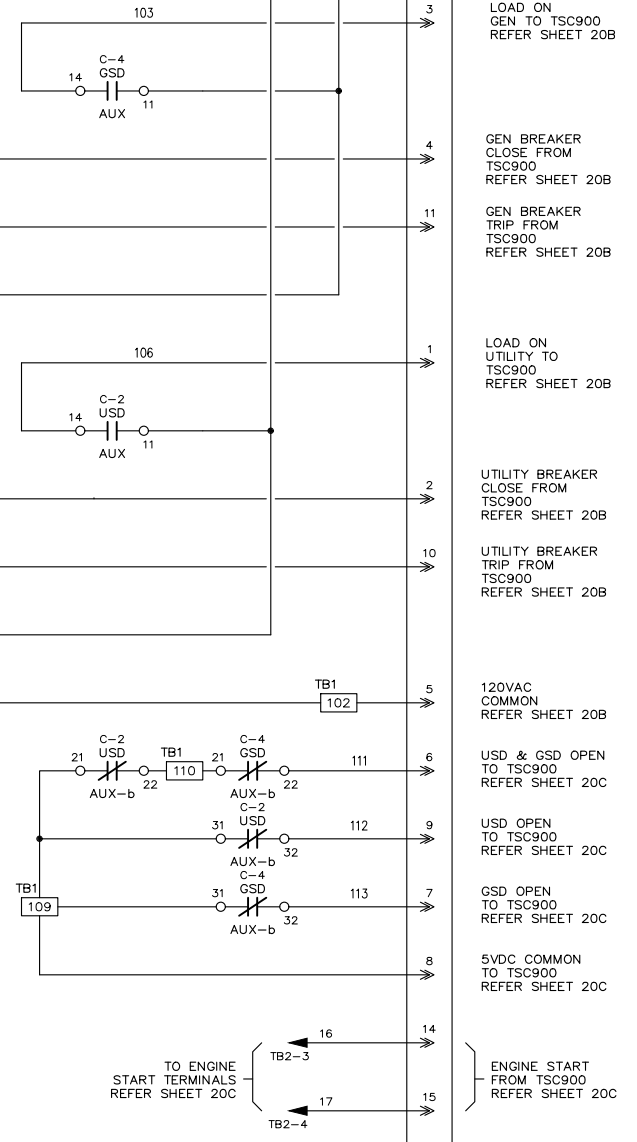 103
3
LOAD ON
GEN TO TSC900
REFER SHEET 20B
C-4
GSD
14
11
AUX
4
GEN BREAKER
CLOSE FROM
TSC900
REFER SHEET 20B
11
GEN BREAKER
TRIP FROM
TSC900
REFER SHEET 20B
106
1
LOAD ON
UTILITY TO
TSC900
REFER SHEET 20B
C-2
USD
14
11
AUX
2
UTILITY BREAKER
CLOSE FROM
TSC900
REFER SHEET 20B
10
UTILITY BREAKER
TRIP FROM
TSC900
REFER SHEET 20B
TB1
102
5
120VAC
COMMON
REFER SHEET 20B
C-2
USD
21
22
AUX-b
TB1
110
C-4
GSD
21
22
AUX-b
111
6
USD & GSD OPEN
TO TSC900
REFER SHEET 20C
C-2
USD
31
32
AUX-b
112
9
USD OPEN
TO TSC900
REFER SHEET 20C
TB1
109
C-4
GSD
31
32
AUX-b
113
7
GSD OPEN
TO TSC900
REFER SHEET 20C
8
5VDC COMMON
TO TSC900
REFER SHEET 20C
TO ENGINE
START TERMINALS
REFER SHEET 20C
16
TB2-3
14
17
TB2-4
15
ENGINE START
FROM TSC900
REFER SHEET 20C